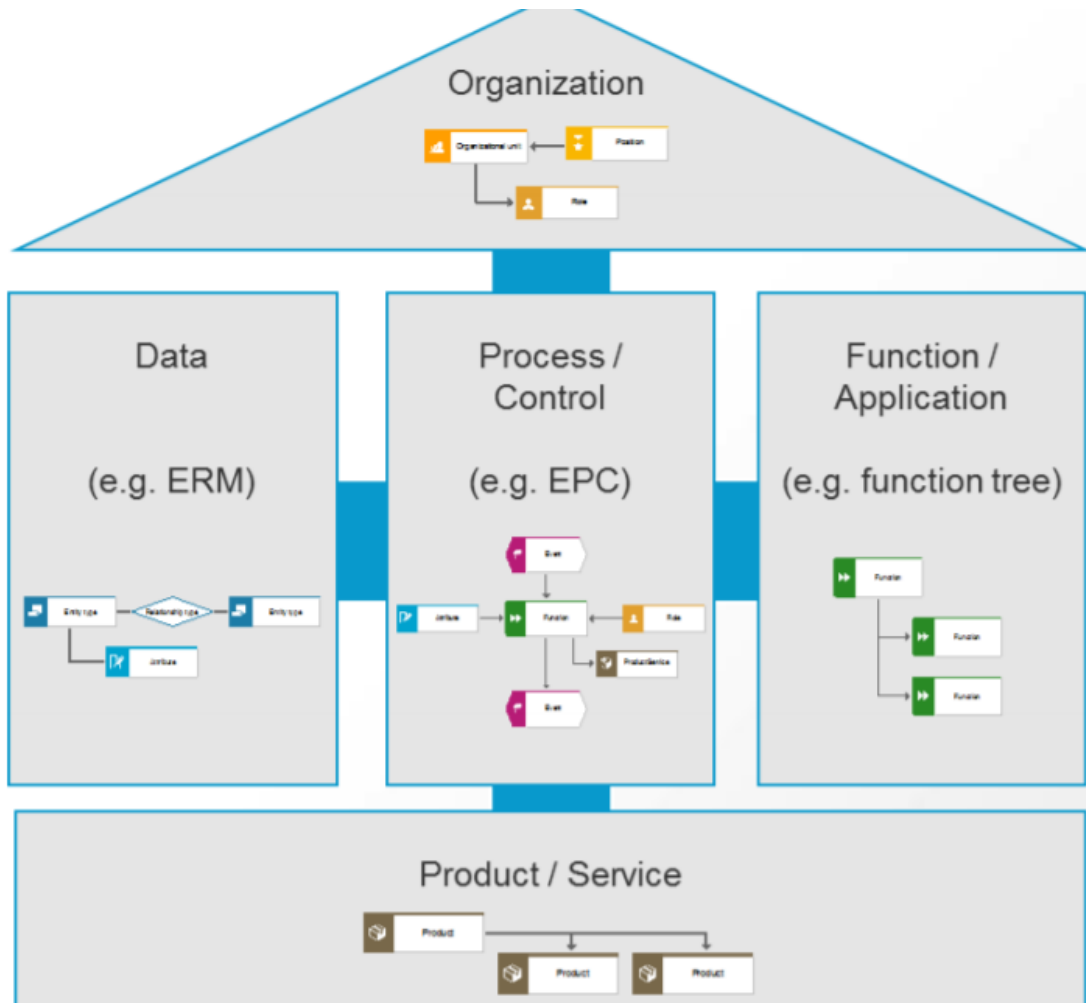 Organization
Organizational unit
Position
Role
Data
(e.g. ERM)
Entity type
Relationship type
Entity type
Attribute
Process /
Control
(e.g. EPC)
Event
Attribute
Function
Role
Product/Service
Event
Function /
Application
(e.g. function tree)
Function
Function
Function
Product / Service
Product
Product
Product